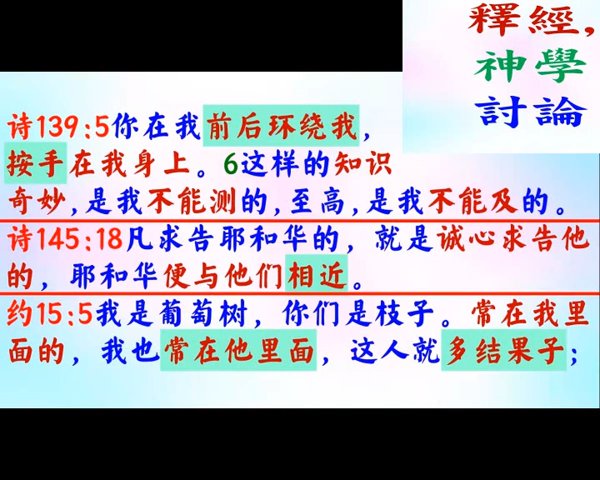 釋經,
神學
討論
诗139:5你在我前后环绕我，
按手在我身上。6这样的知识
奇妙,是我不能测的,至高,是我不能及的。
诗145:18凡求告耶和华的，就是诚心求告他
的，耶和华便与他们相近。
约15:5我是葡萄树，你们是枝子。常在我里
面的，我也常在他里面，这人就多结果子；